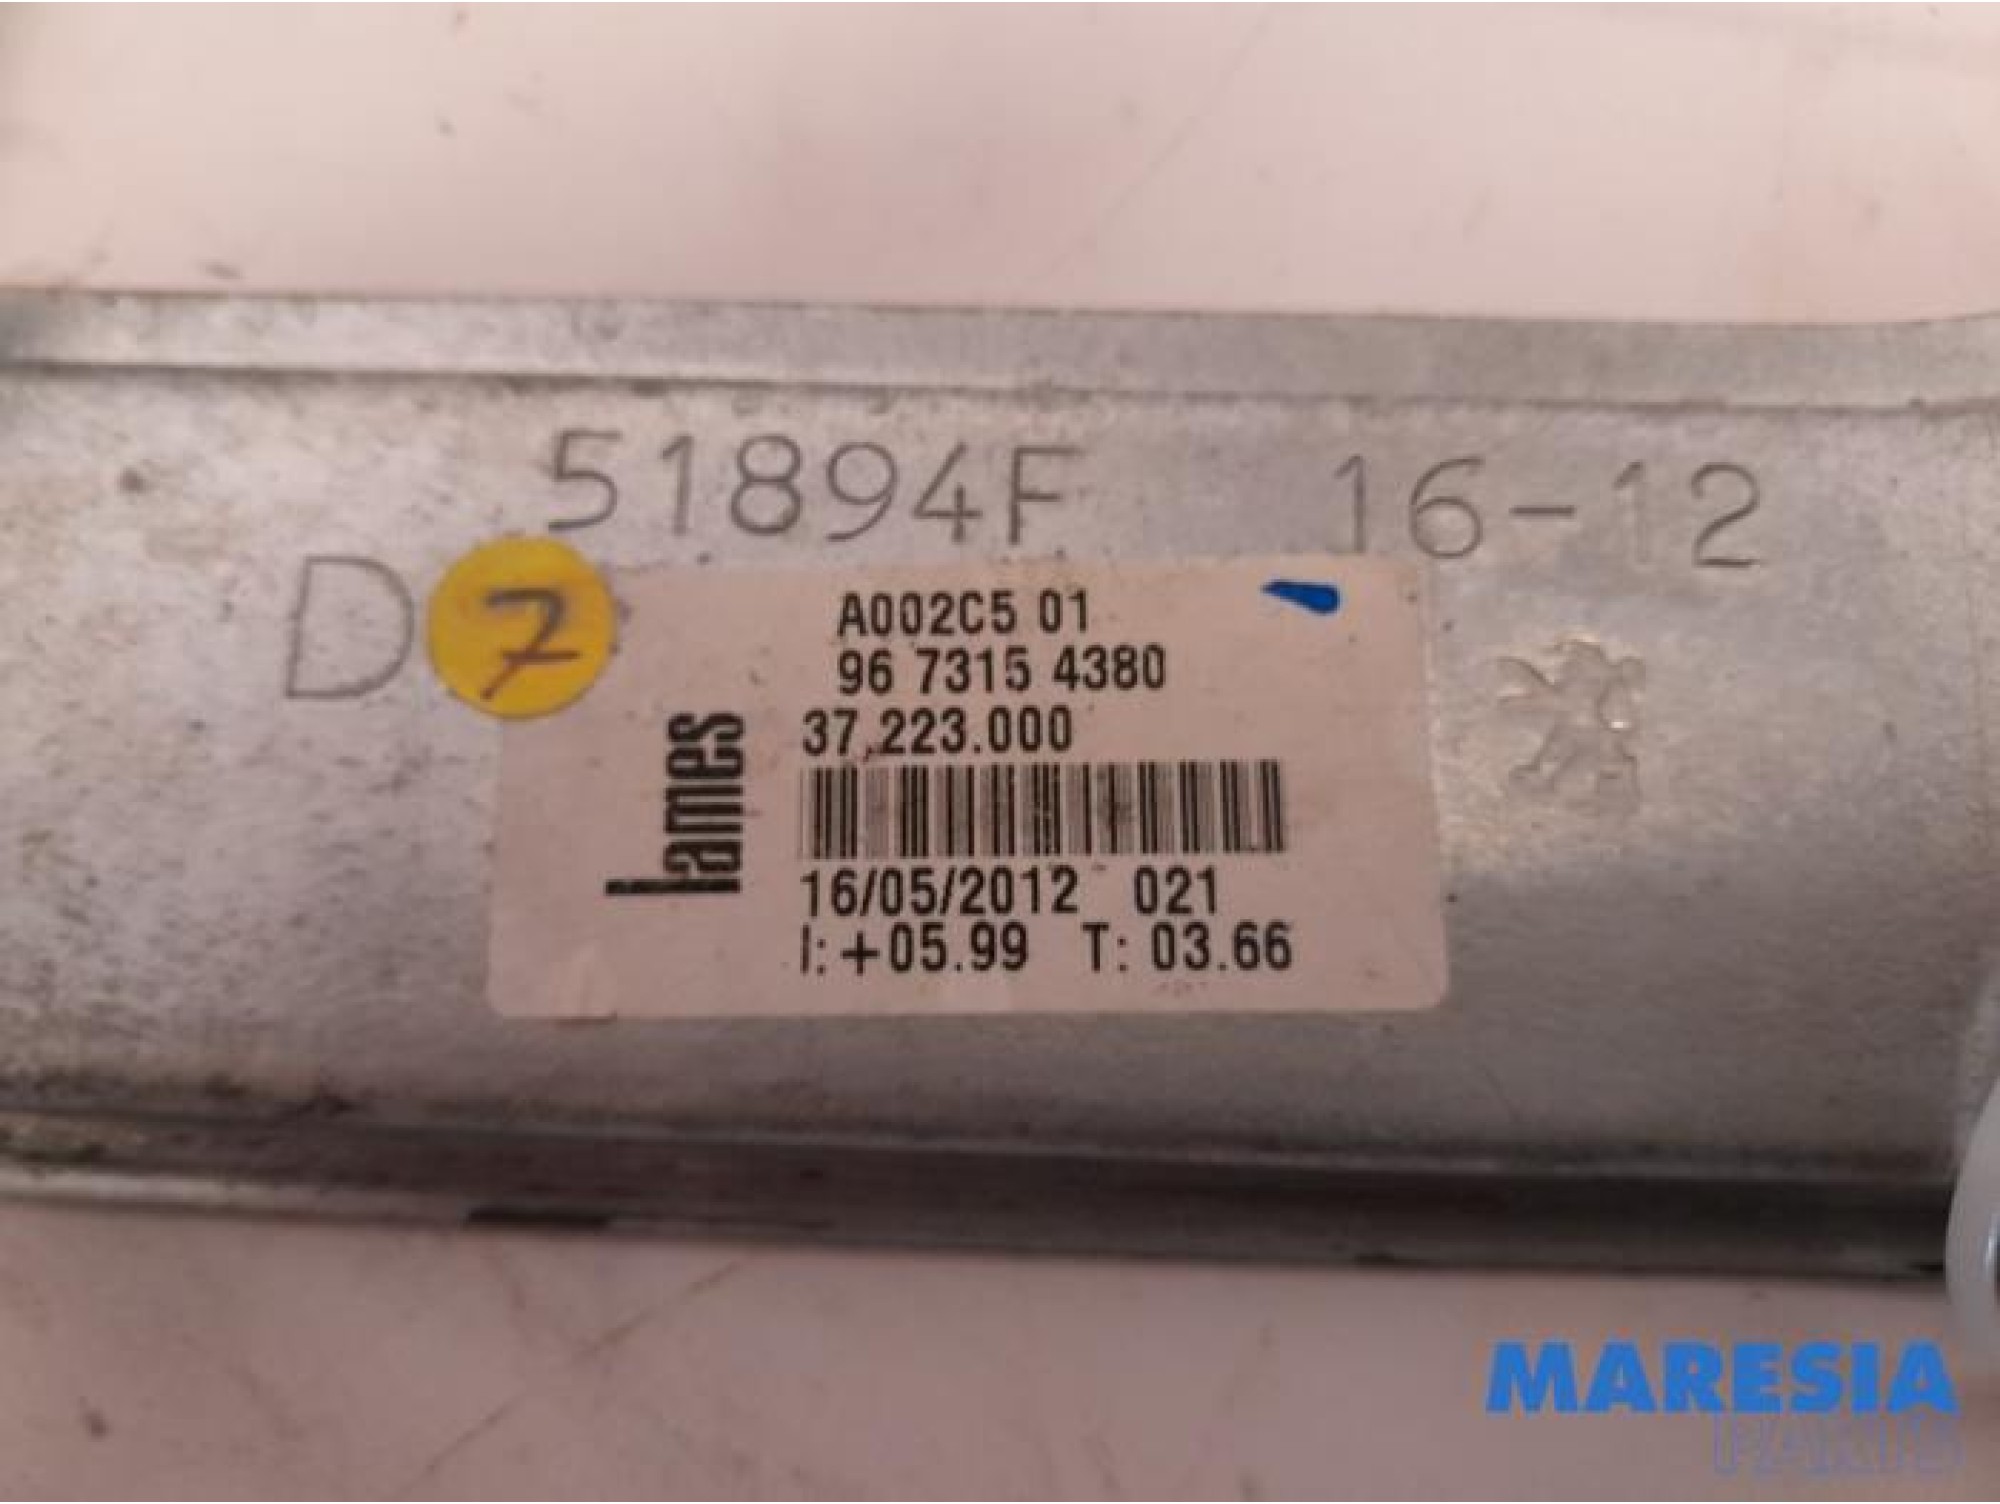 51894F 16-12
D 7
A002C5 01
96 7315 4380
37.223.000
lames
16/05/2012 021
I: +05.99 T: 03.66
MARESIA
PARTS